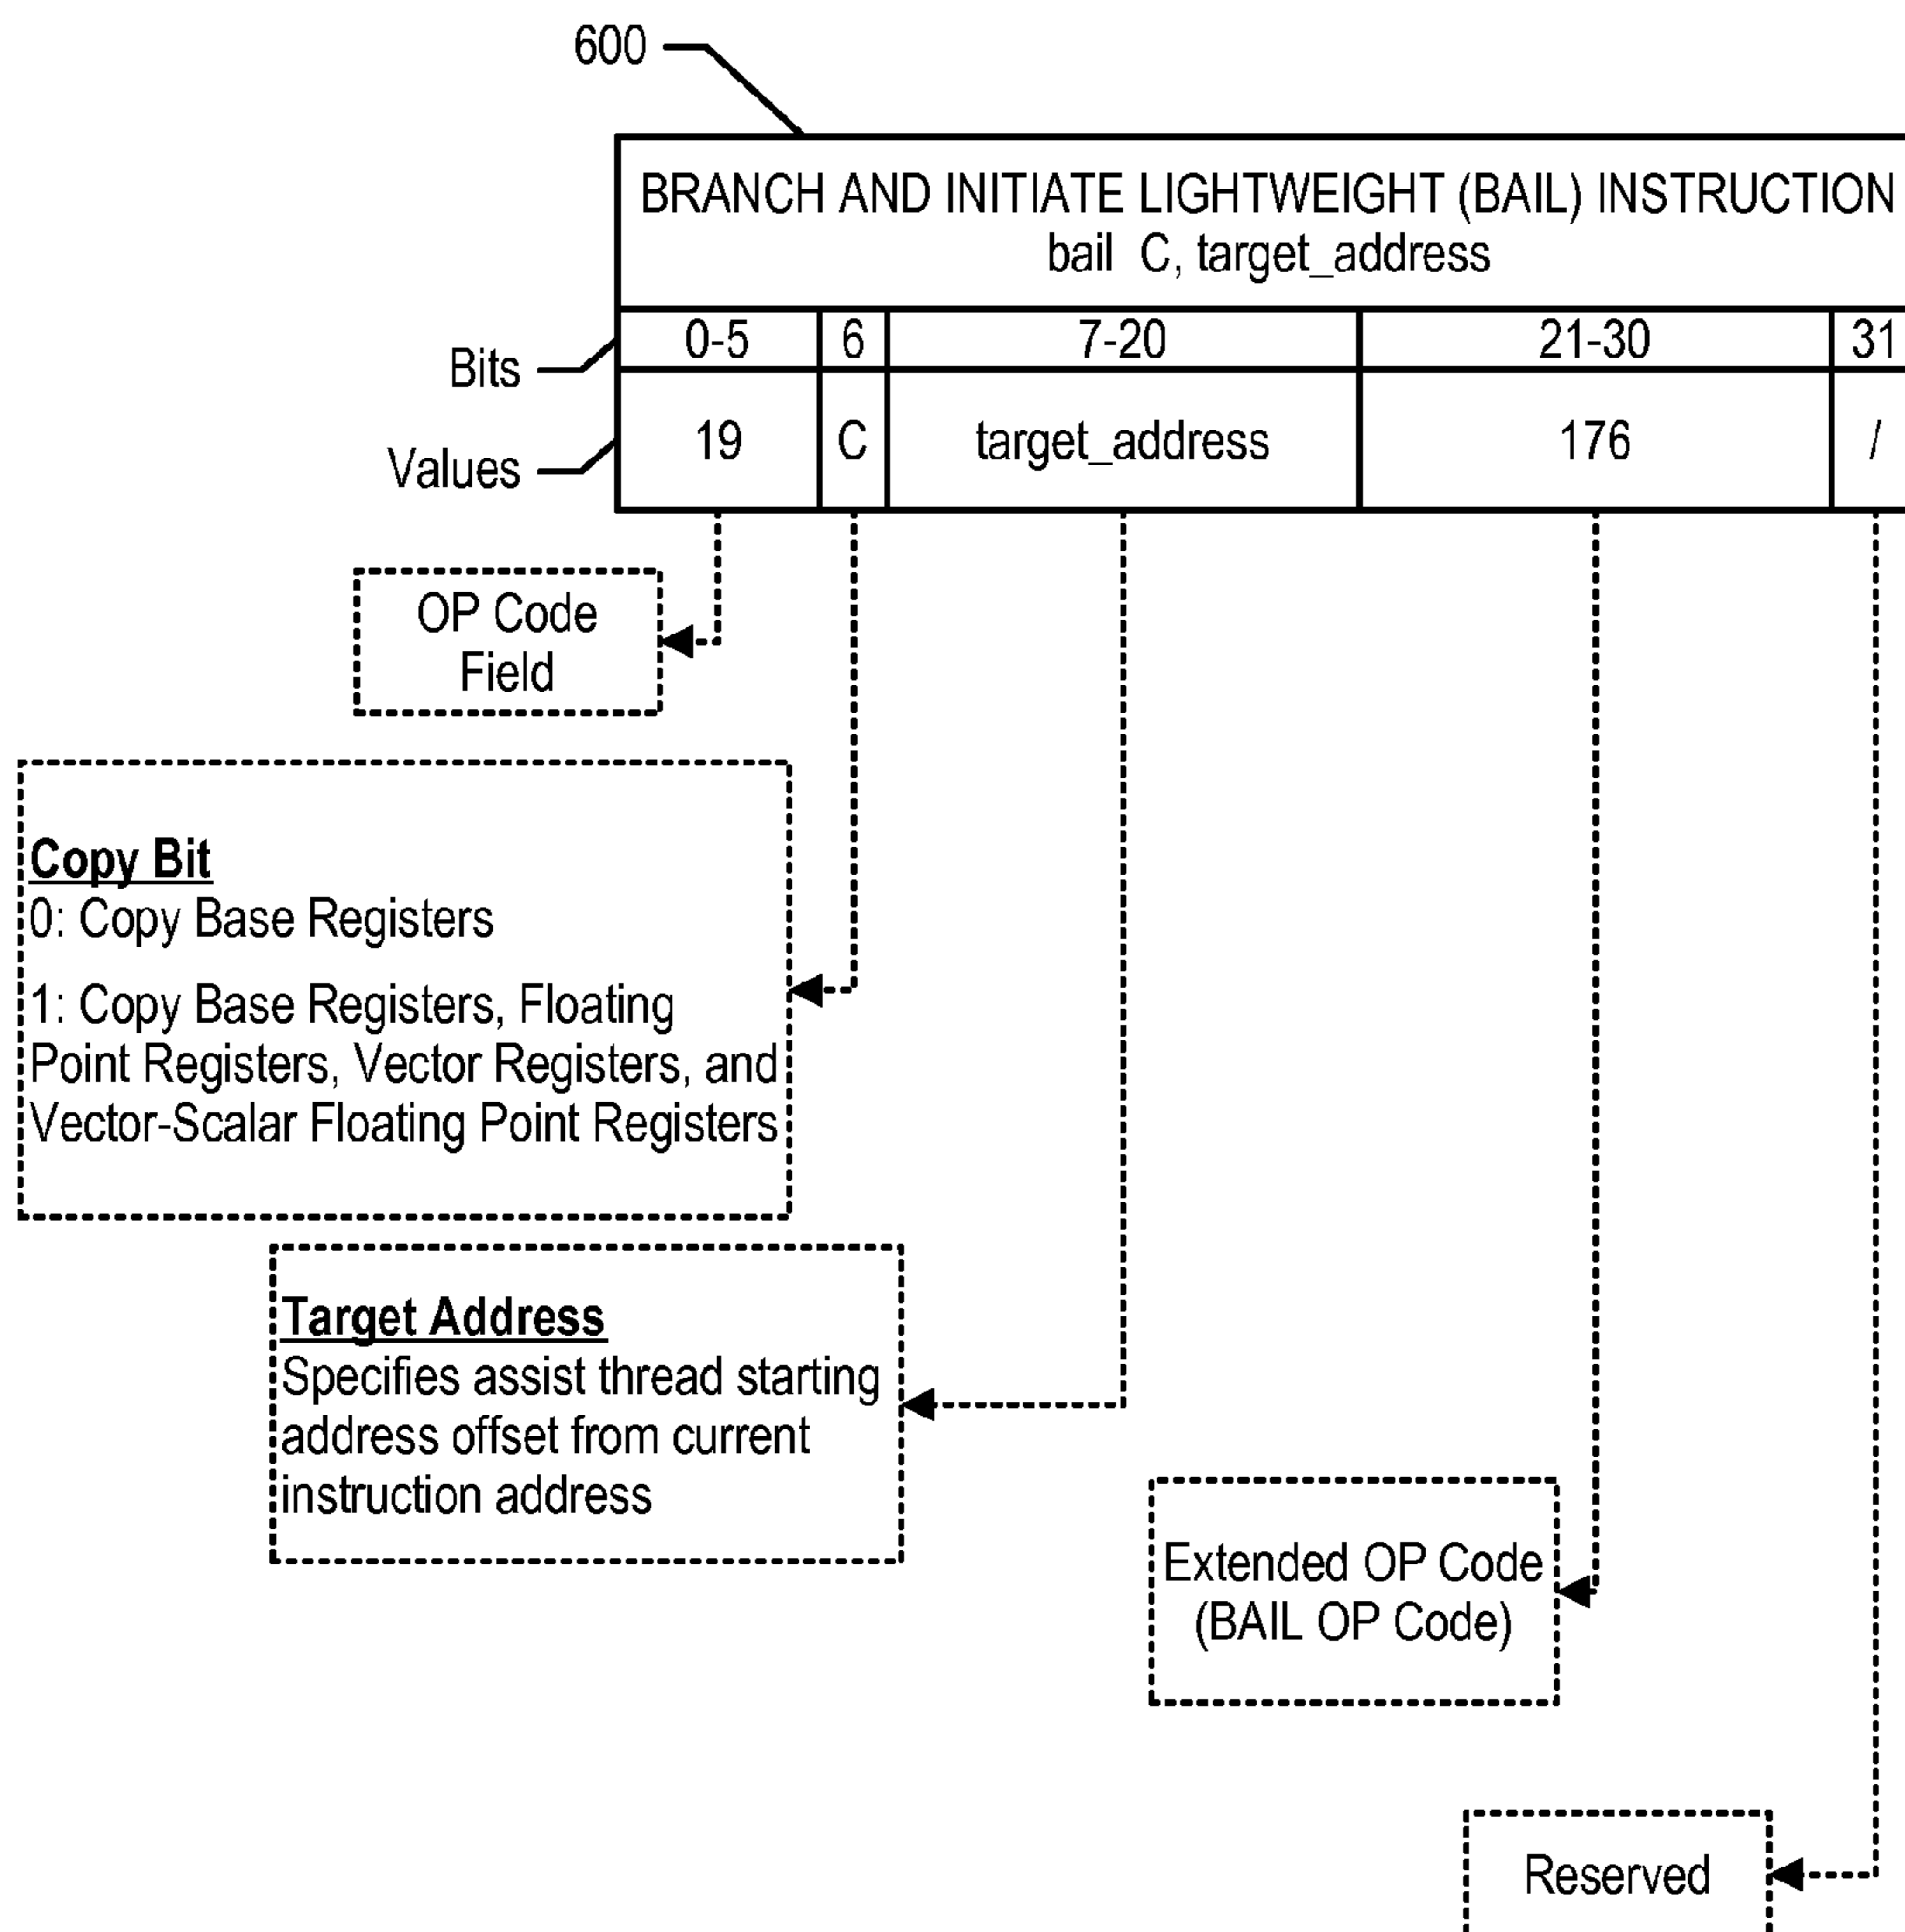 600
BRANCH AND INITIATE LIGHTWEIGHT (BAIL) INSTRUCTION
bail C, target_address
Bits
0-5 6 7-20 21-30 31
Values
19 C target_address 176 /
OP Code
Field
Copy Bit
0: Copy Base Registers
1: Copy Base Registers, Floating
Point Registers, Vector Registers, and
Vector-Scalar Floating Point Registers
Target Address
Specifies assist thread starting
address offset from current
instruction address
Extended OP Code
(BAIL OP Code)
Reserved